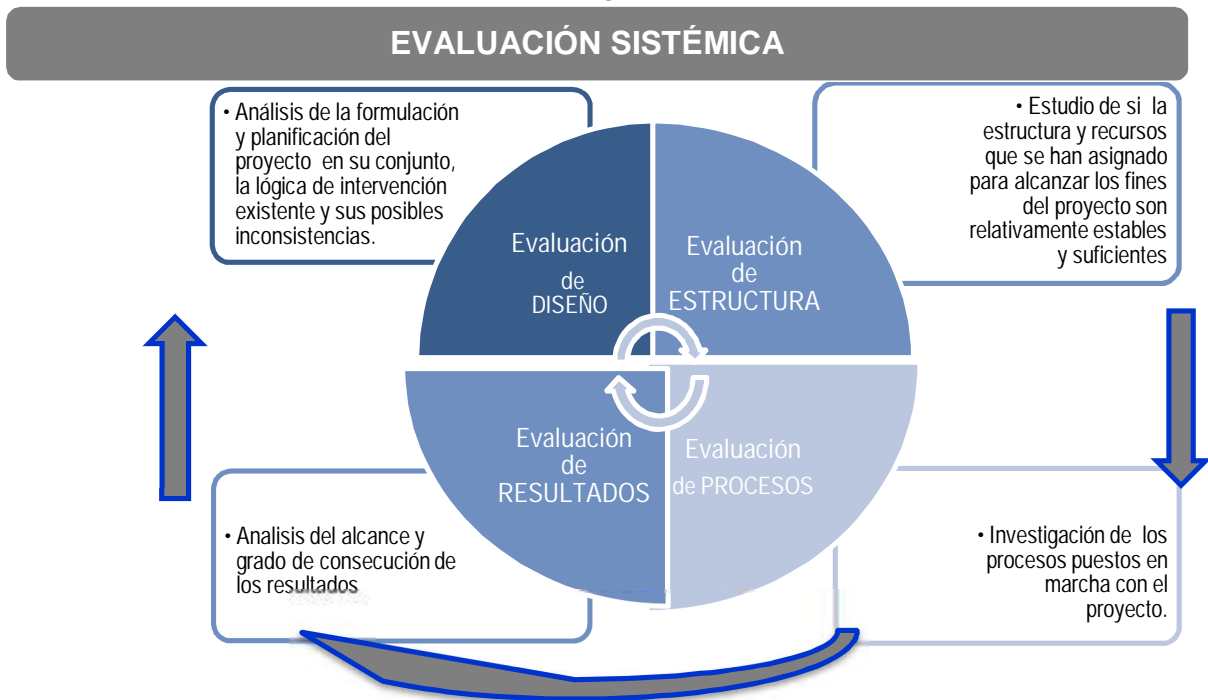 EVALUACIÓN SISTÉMICA
• Análisis de la formulación
y planificación del
proyecto en su conjunto,
la lógica de intervención
existente y sus posibles
inconsistencias.
• Estudio de si la
estructura y recursos
que se han asignado
para alcanzar los fines
del proyecto son
relativamente estables
y suficientes
Evaluación
de
DISEÑO
Evaluación
de
ESTRUCTURA
Evaluación
de
RESULTADOS
Evaluación
de PROCESOS
• Analisis del alcance y
grado de consecución de
los resultados
• Investigación de los
procesos puestos en
marcha con el
proyecto.